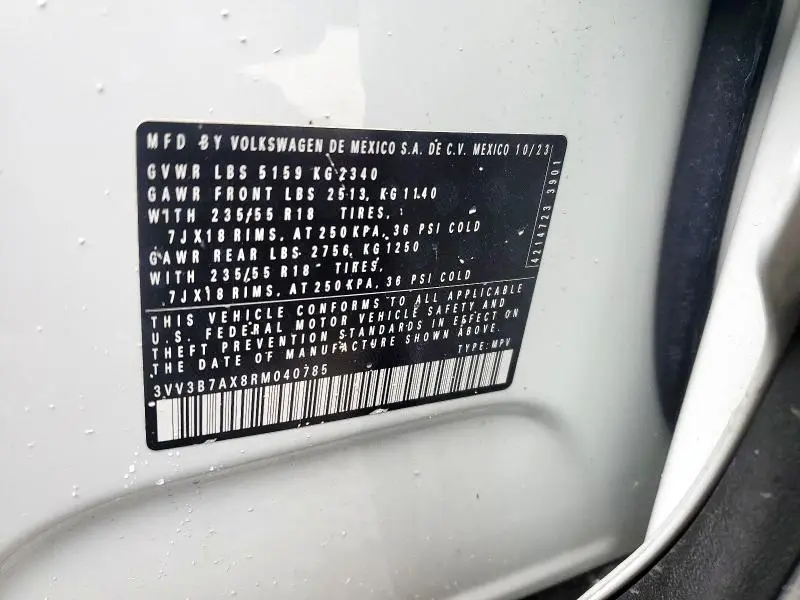 MFD BY VOLKSWAGEN DE MEXICO S.A. DE C.V. MEXICO 10/23
GVWR LBS 5159 KG 2340
GAWR FRONT LBS 2513, KG 1140
WITH 235/55 R18 TIRES,
7JX18 RIMS, AT 250 KPA, 36 PSI COLD
GAWR REAR LBS 2756, KG 1250
WITH 235/55 R18 TIRES,
7JX18 RIMS, AT 250 KPA, 36 PSI COLD
4214723 3901
THIS VEHICLE CONFORMS TO ALL APPLICABLE
U.S. FEDERAL MOTOR VEHICLE SAFETY AND
THEFT PREVENTION STANDARDS IN EFFECT ON
THE DATE OF MANUFACTURE SHOWN ABOVE.
TYPE: MPV
3VV3B7AX8RM040785